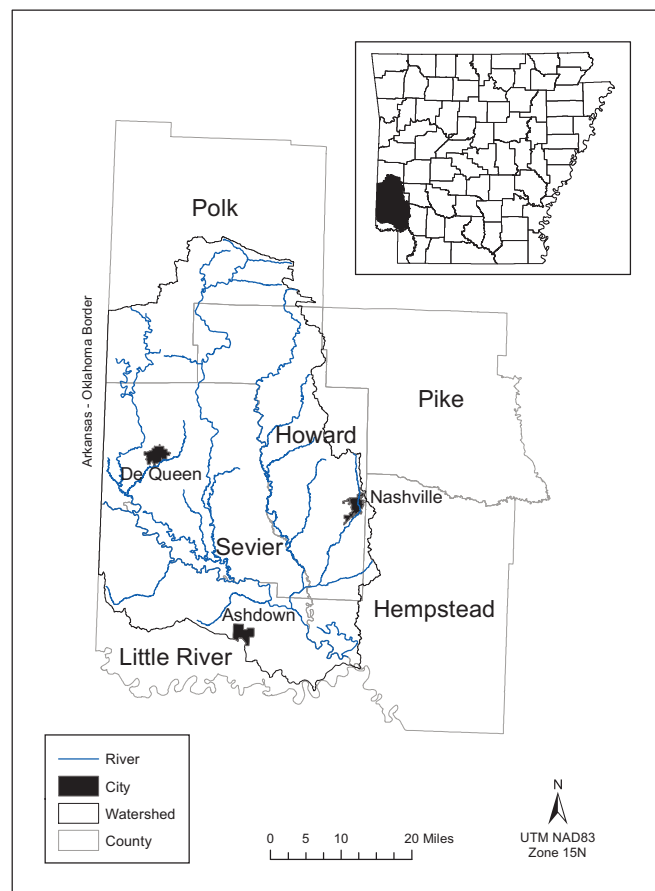 Polk
Arkansas - Oklahoma Border
Pike
Howard
De Queen
Nashville
Sevier
Hempstead
Ashdown
Little River
River
City
Watershed
County
0 5 10 20 Miles
N
UTM NAD83
Zone 15N